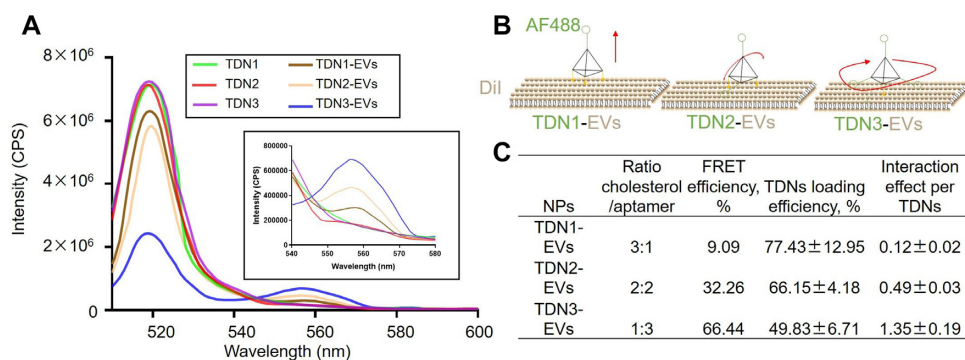 A
Intensity (CPS)
8×10⁶
6×10⁶
4×10⁶
2×10⁶
0
520
540
560
580
600
Wavelength (nm)
TDN1
TDN2
TDN3
TDN1-EVs
TDN2-EVs
TDN3-EVs
Intensity (CPS)
800000
600000
400000
200000
0
540
550
560
570
580
Wavelength (nm)
B
AF488
DiI
TDN1-EVs
TDN2-EVs
TDN3-EVs
C
NPs
Ratio
cholesterol
/aptamer
FRET
efficiency,
%
TDNs loading
efficiency, %
Interaction
effect per
TDNs
TDN1-
EVs
3:1
9.09
77.43±12.95
0.12±0.02
TDN2-
EVs
2:2
32.26
66.15±4.18
0.49±0.03
TDN3-
EVs
1:3
66.44
49.83±6.71
1.35±0.19